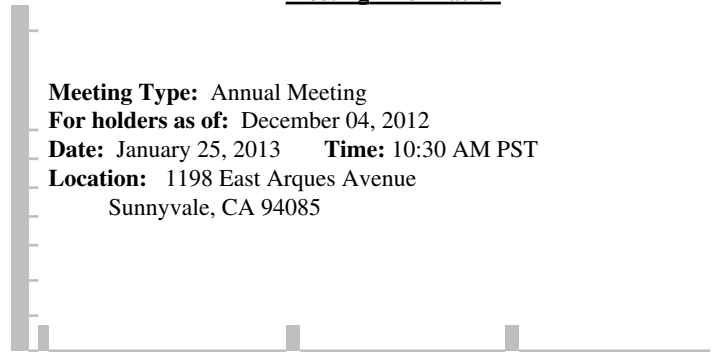 Meeting Type: Annual Meeting
For holders as of: December 04, 2012
Date: January 25, 2013 Time: 10:30 AM PST
Location: 1198 East Arques Avenue
Sunnyvale, CA 94085